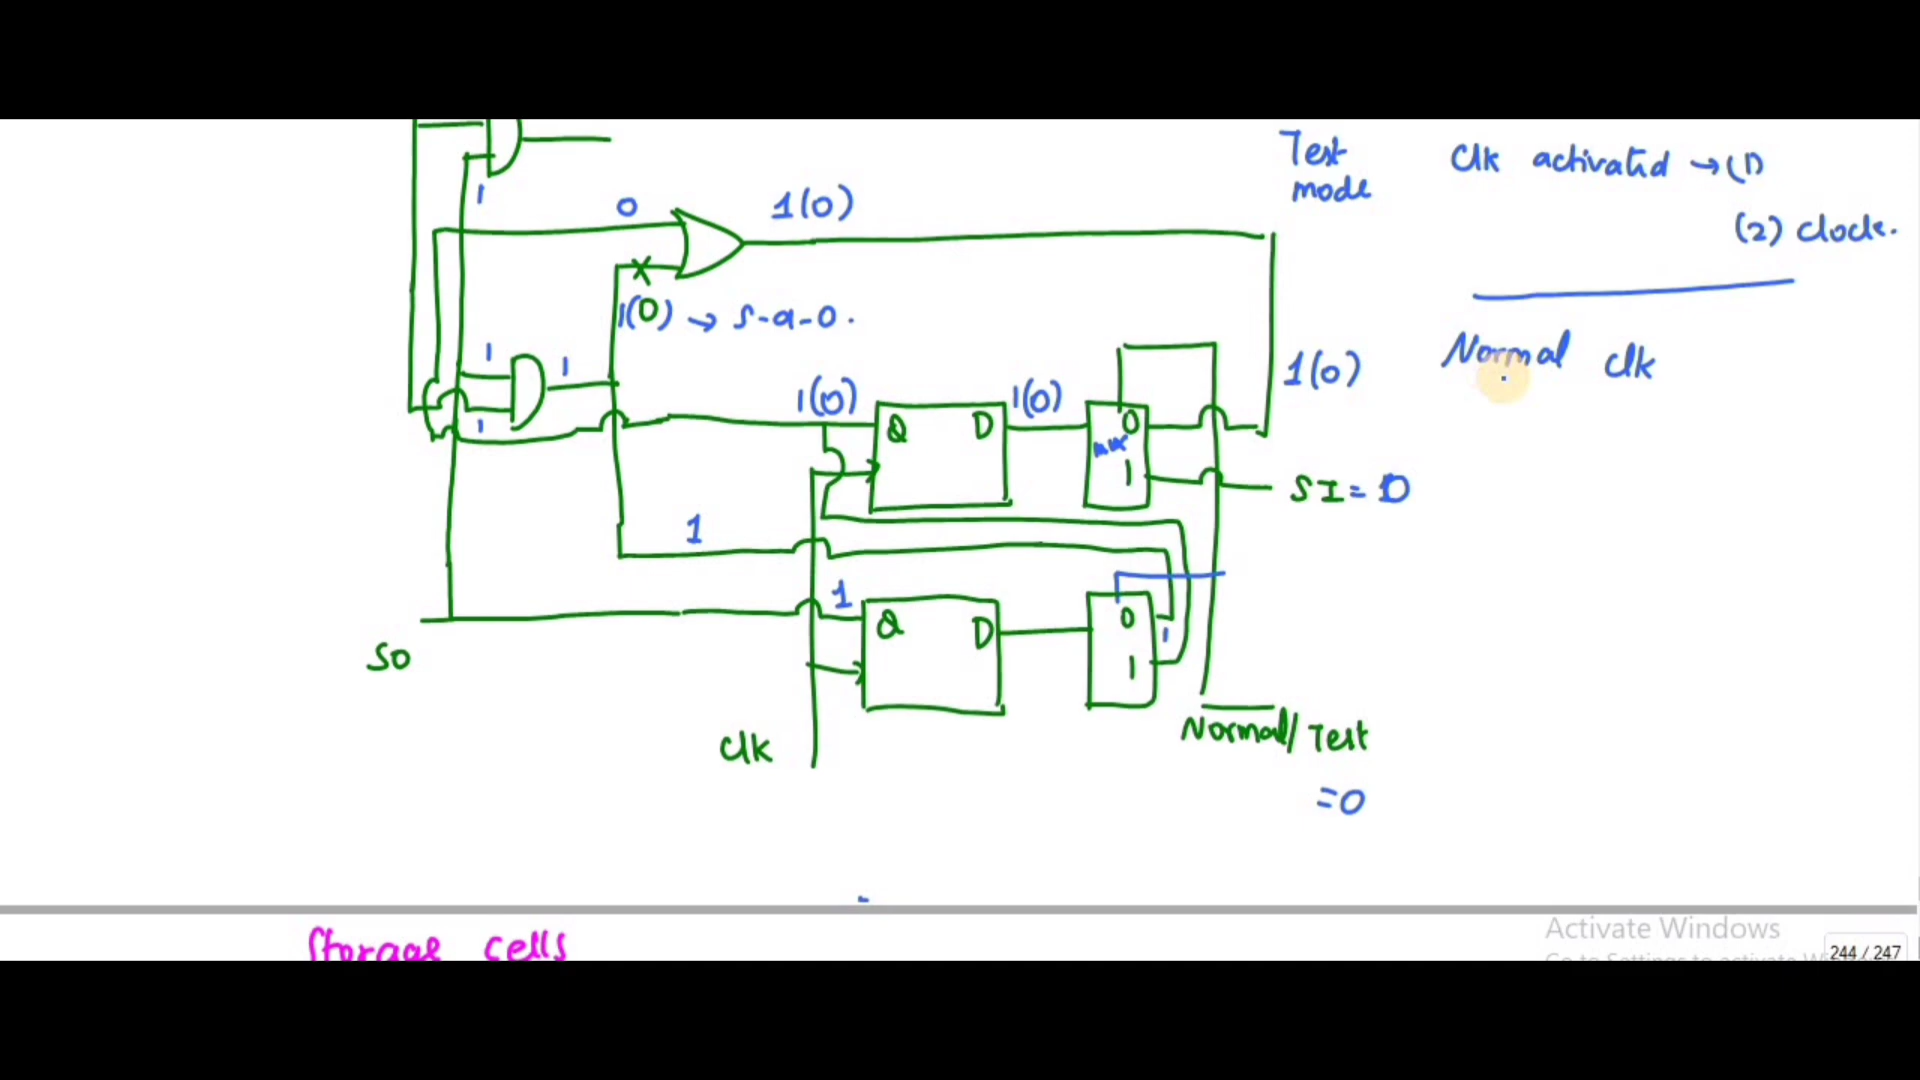 Test
mode
Clk activated → (1)
(2) clock.
1
0
1(0)
1(0) → s-a-0.
Normal clk
1
1
1
1(0)
1(0)
1(0)
Q
D
0
mux
1
SI = 0
1
1
Q
D
0
1
1
SO
clk
Normal/Test
=0
Storage cells
Activate Windows
244 / 247